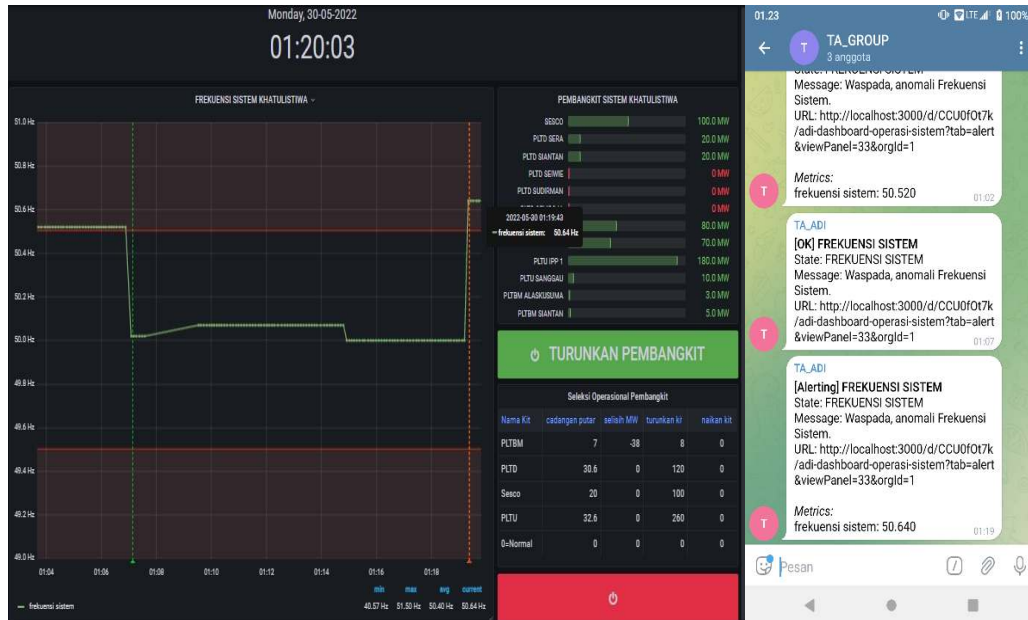 Monday, 30-05-2022
01:20:03
FREKUENSI SISTEM KHATULISTIWA
51.0 Hz
50.8 Hz
50.6 Hz
50.4 Hz
50.2 Hz
50.0 Hz
49.8 Hz
49.6 Hz
49.4 Hz
49.2 Hz
49.0 Hz
01:04 01:06 01:08 01:10 01:12 01:14 01:16 01:18
min max avg current
frekuensi sistem 40.57 Hz 51.50 Hz 50.40 Hz 50.64 Hz
2022-05-30 01:19:43
frekuensi sistem: 50.64 Hz
PEMBANGKIT SISTEM KHATULISTIWA
SESCO 100.0 MW
PLTD SERA 20.0 MW
PLTD SIANTAN 20.0 MW
PLTD SEWIE 0 MW
PLTD SUDIRMAN 0 MW
0 MW
80.0 MW
70.0 MW
PLTU IPP 1 180.0 MW
PLTU SANGGAU 10.0 MW
PLTBM ALASKUSUMA 3.0 MW
PLTBM SIANTAN 5.0 MW
TURUNKAN PEMBANGKIT
Seleksi Operasional Pembangkit
Nama Kit cadangan putar selisih MW turunkan kit naikan kit
PLTBM 7 -38 8 0
PLTD 30.6 0 120 0
Sesco 20 0 100 0
PLTU 32.6 0 260 0
0=Normal 0 0 0 0
01.23 LTE 100%
T TA_GROUP
3 anggota
State: FREKUENSI SISTEM
Message: Waspada, anomali Frekuensi
Sistem.
URL: http://localhost:3000/d/CCU0fOt7k
/adi-dashboard-operasi-sistem?tab=alert
&viewPanel=33&orgId=1
Metrics:
T frekuensi sistem: 50.520 01:02
TA_ADI
[OK] FREKUENSI SISTEM
State: FREKUENSI SISTEM
Message: Waspada, anomali Frekuensi
Sistem.
URL: http://localhost:3000/d/CCU0fOt7k
/adi-dashboard-operasi-sistem?tab=alert
T &viewPanel=33&orgId=1 01:07
TA_ADI
[Alerting] FREKUENSI SISTEM
State: FREKUENSI SISTEM
Message: Waspada, anomali Frekuensi
Sistem.
URL: http://localhost:3000/d/CCU0fOt7k
/adi-dashboard-operasi-sistem?tab=alert
&viewPanel=33&orgId=1
Metrics:
T frekuensi sistem: 50.640 01:19
Pesan